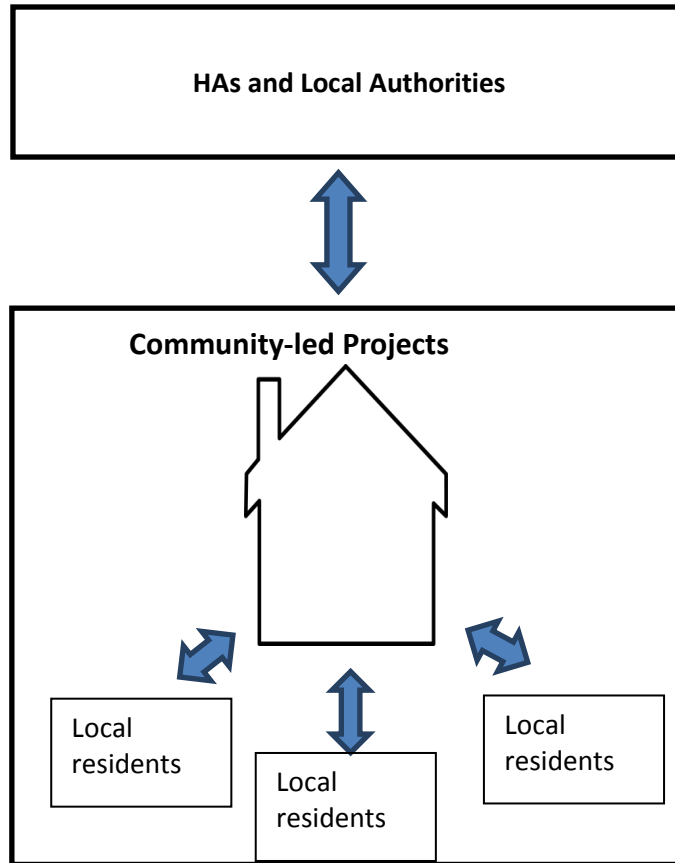 HAs and Local Authorities
Community-led Projects
Local
residents
Local
residents
Local
residents